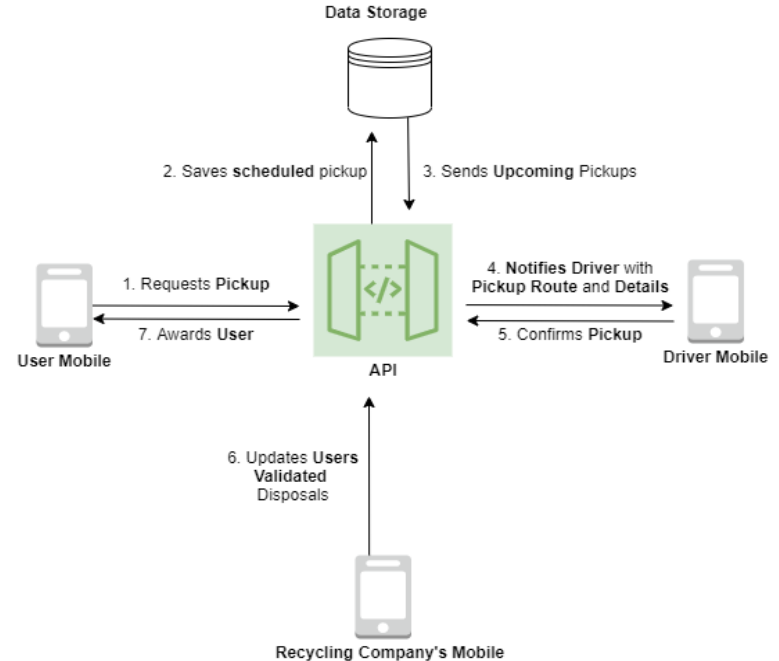 Data Storage
2. Saves scheduled pickup
3. Sends Upcoming Pickups
1. Requests Pickup
</>
4. Notifies Driver with
Pickup Route and Details
7. Awards User
5. Confirms Pickup
User Mobile
API
Driver Mobile
6. Updates Users
Validated
Disposals
Recycling Company's Mobile